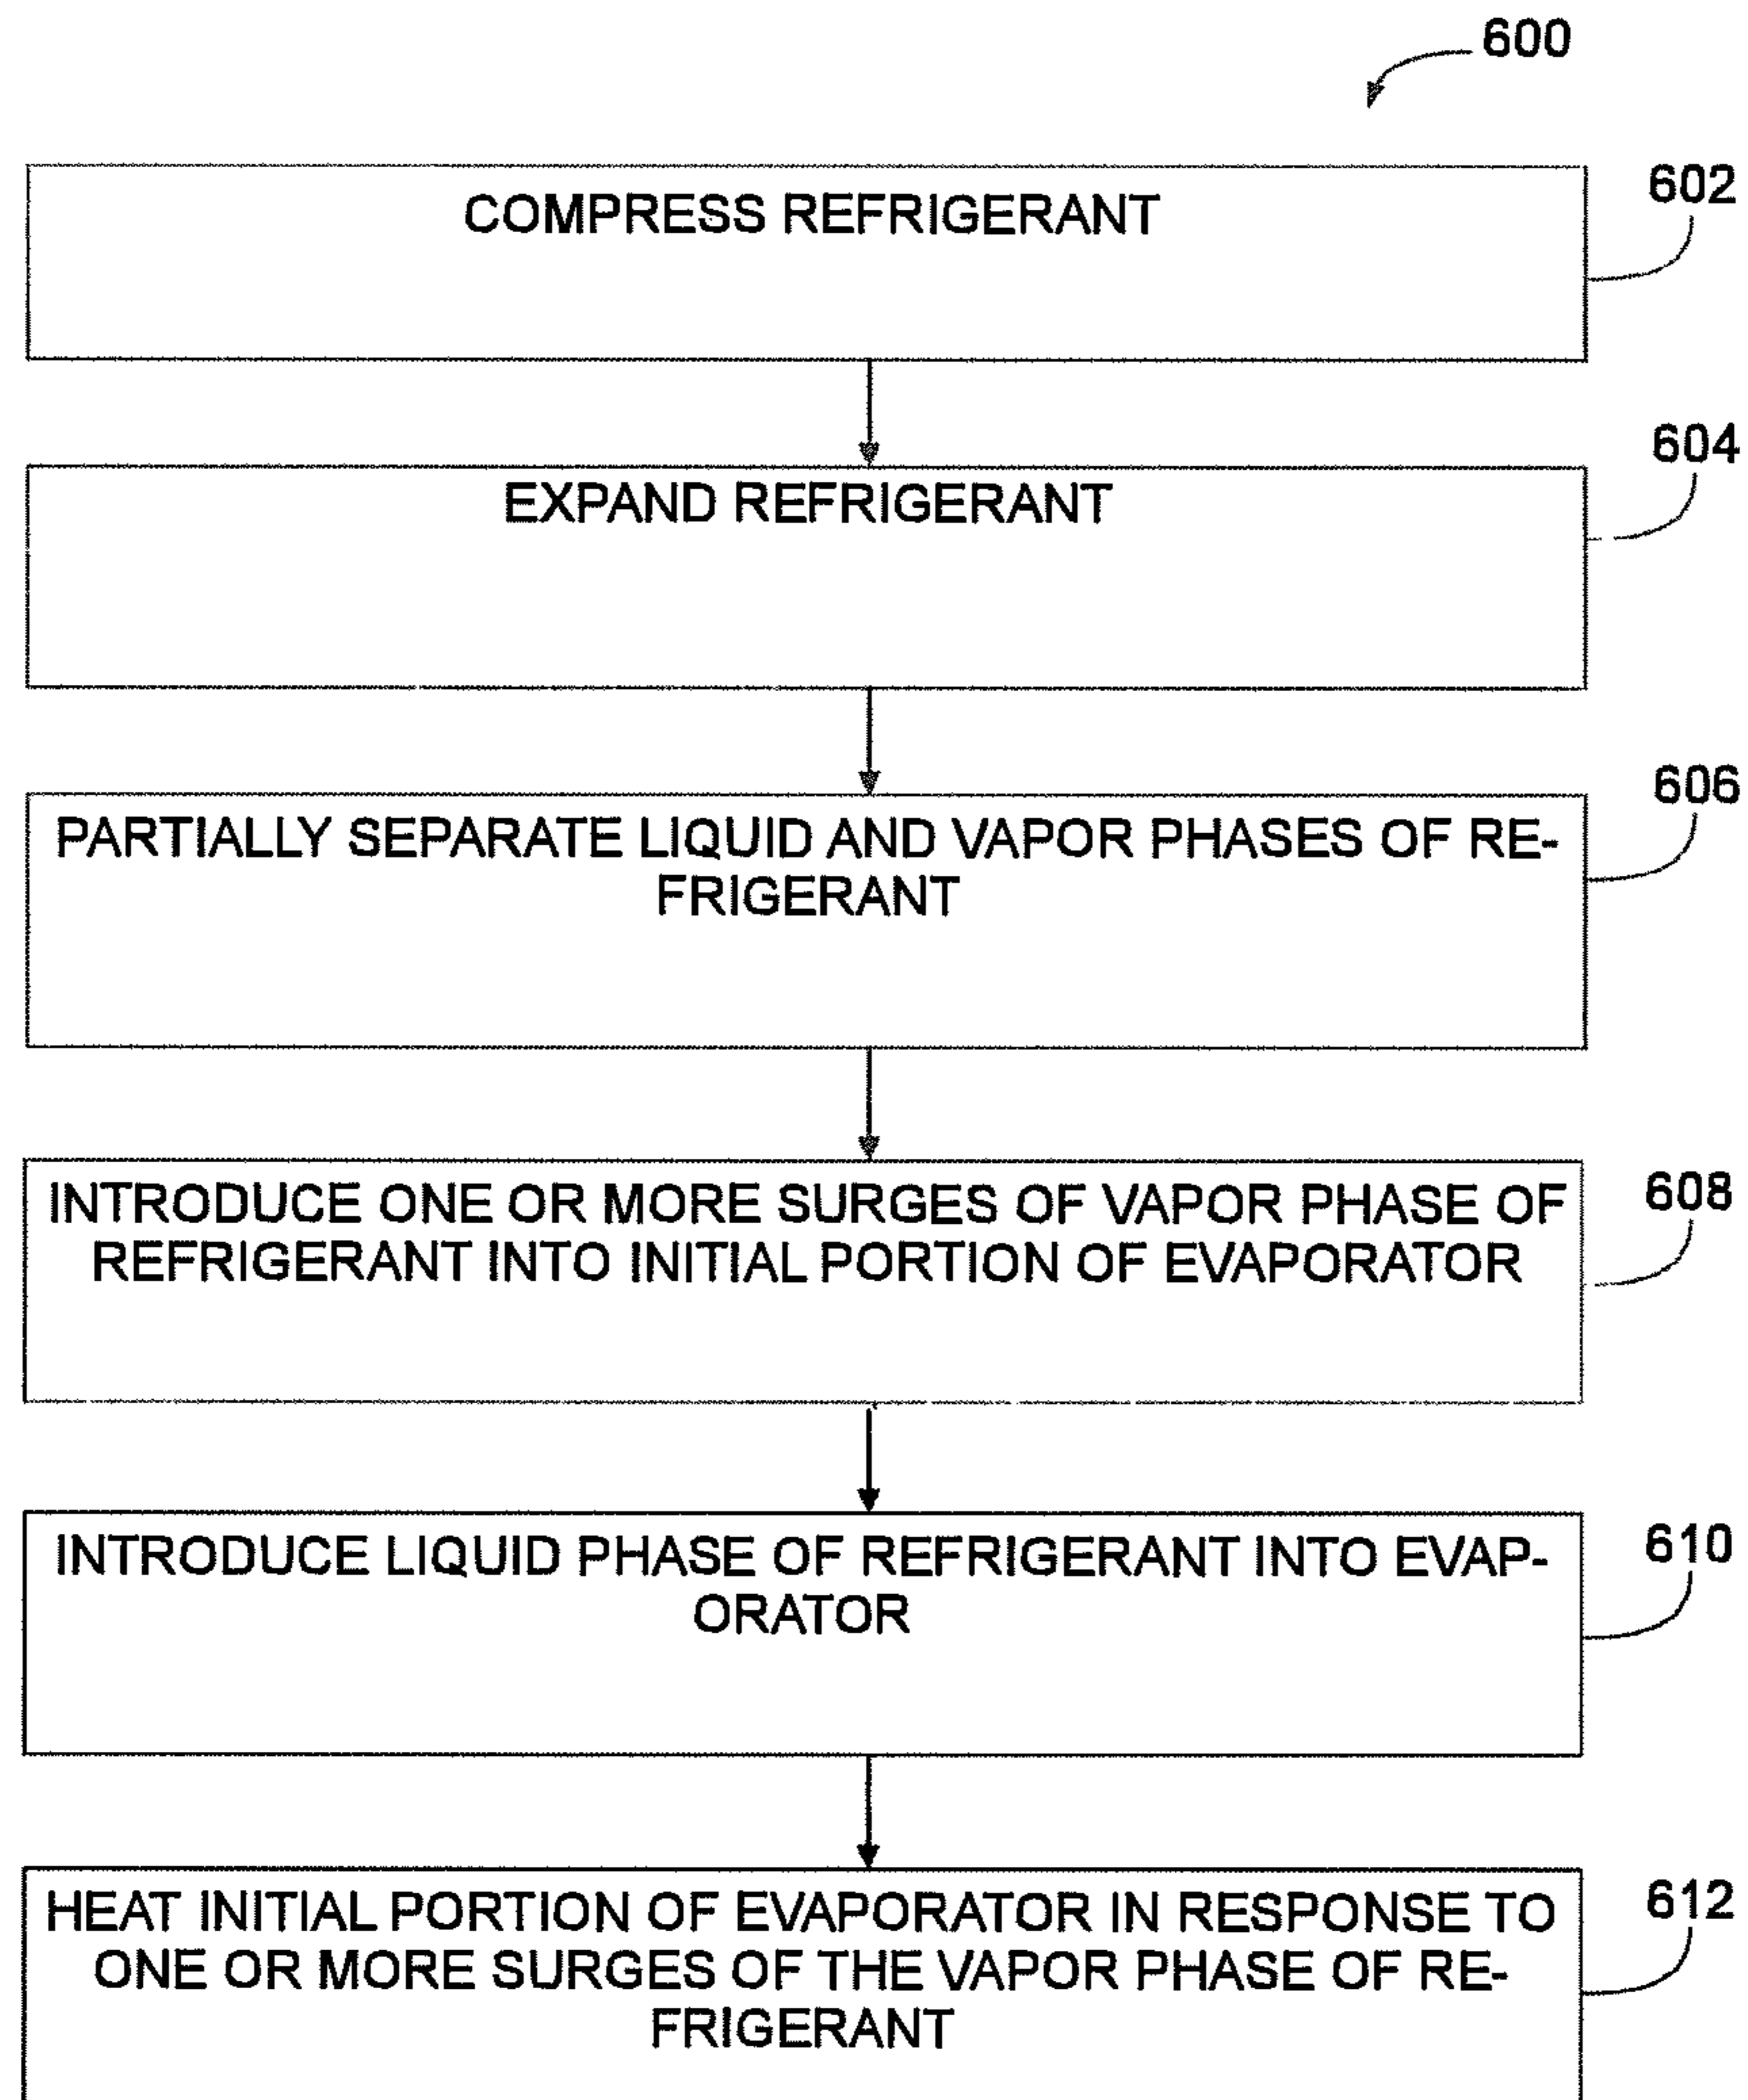 600
COMPRESS REFRIGERANT
602
EXPAND REFRIGERANT
604
PARTIALLY SEPARATE LIQUID AND VAPOR PHASES OF RE-
FRIGERANT
606
INTRODUCE ONE OR MORE SURGES OF VAPOR PHASE OF
REFRIGERANT INTO INITIAL PORTION OF EVAPORATOR
608
INTRODUCE LIQUID PHASE OF REFRIGERANT INTO EVAP-
ORATOR
610
HEAT INITIAL PORTION OF EVAPORATOR IN RESPONSE TO
ONE OR MORE SURGES OF THE VAPOR PHASE OF RE-
FRIGERANT
612